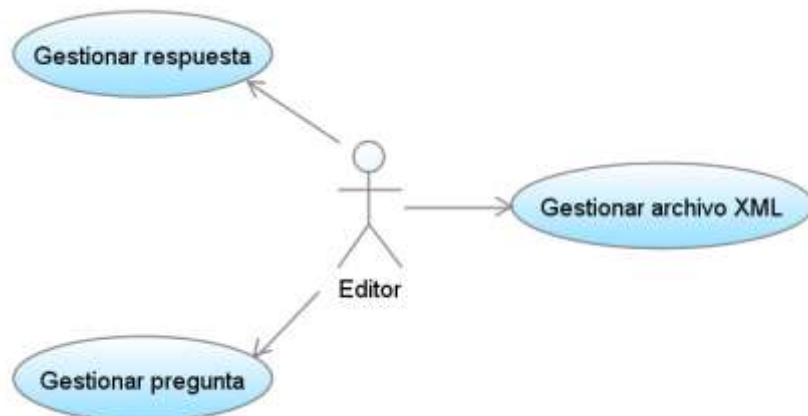 Gestionar respuesta
Gestionar archivo XML
Editor
Gestionar pregunta